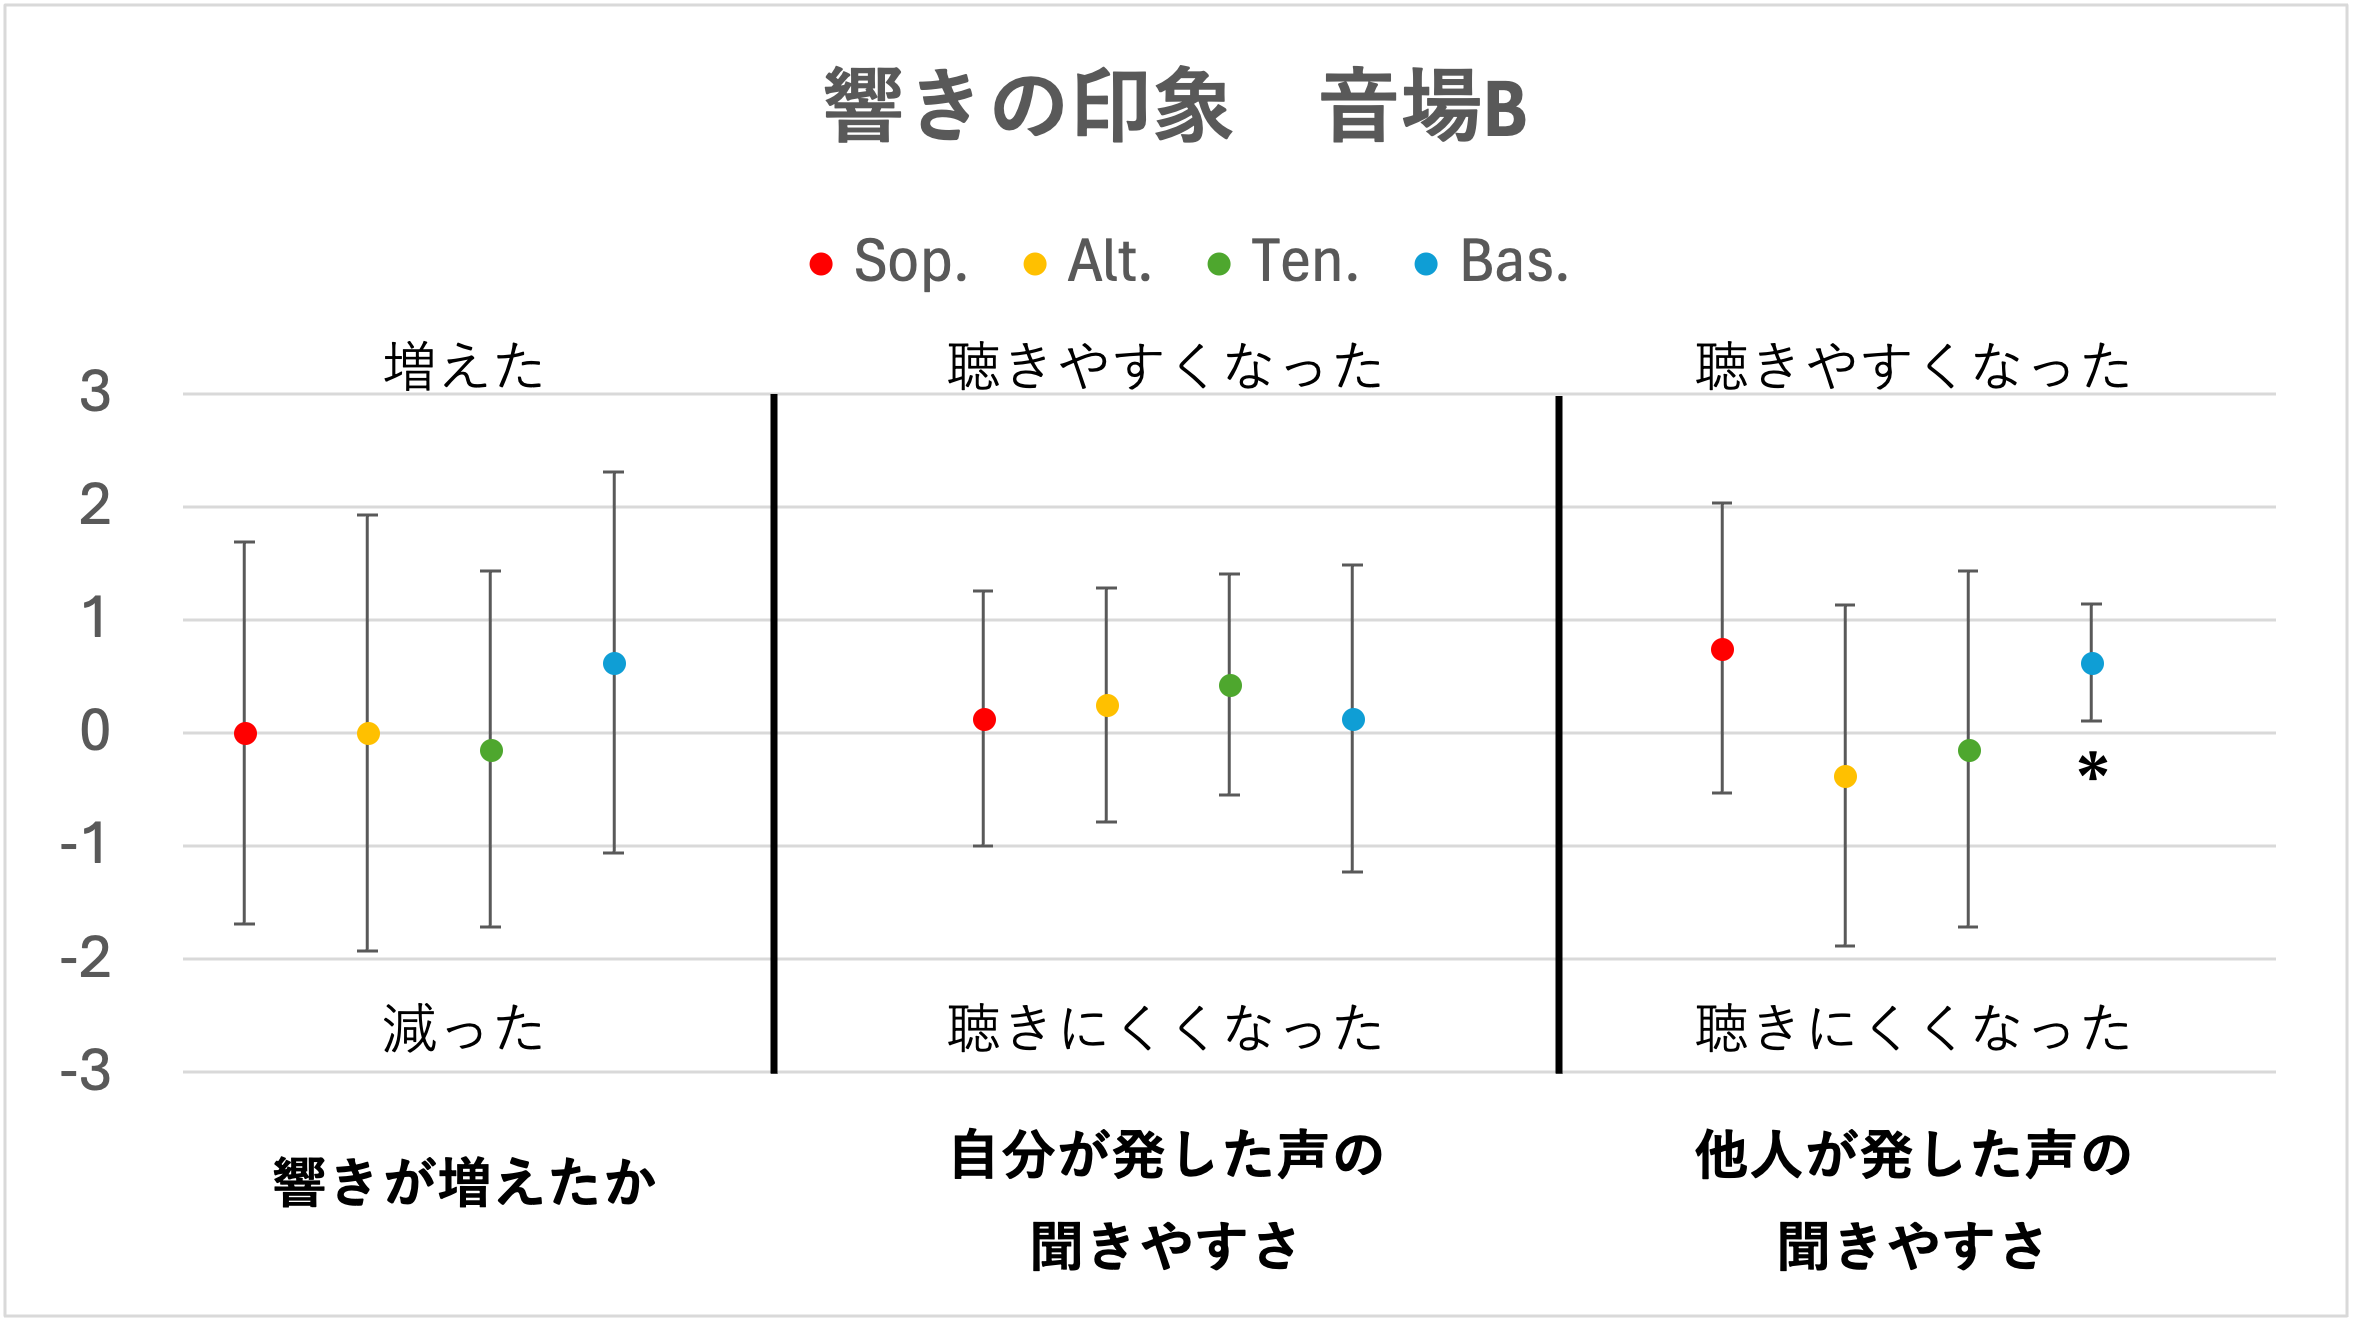 響きの印象　音場B
Sop. Alt. Ten. Bas.
増えた 聴きやすくなった 聴きやすくなった
3
2
1
0
*
-1
-2
減った 聴きにくくなった 聴きにくくなった
-3
響きが増えたか
自分が発した声の
聞きやすさ
他人が発した声の
聞きやすさ